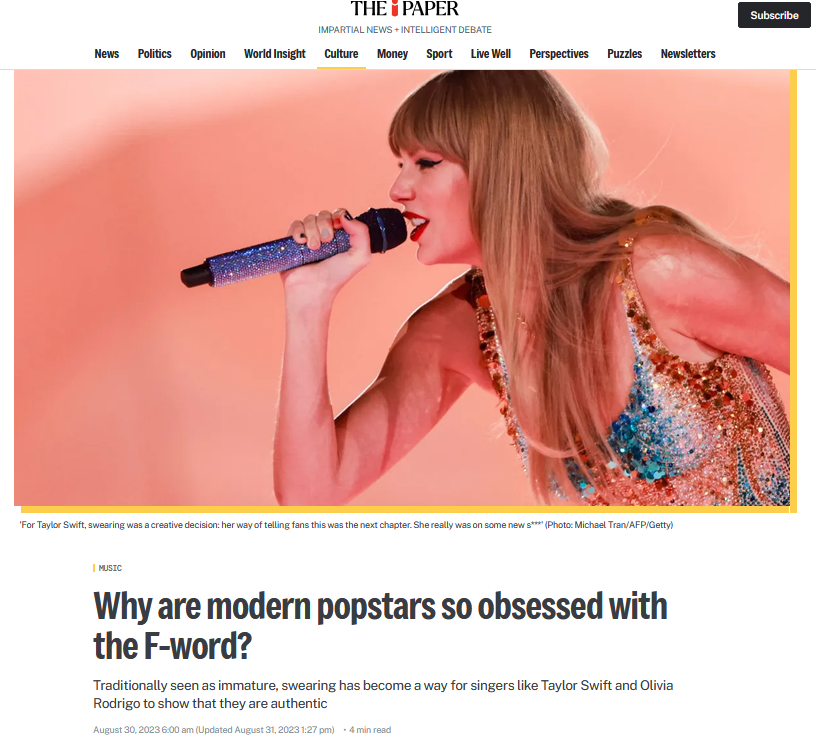 THE i PAPER
IMPARTIAL NEWS + INTELLIGENT DEBATE
Subscribe
News Politics Opinion World Insight Culture Money Sport Live Well Perspectives Puzzles Newsletters
'For Taylor Swift, swearing was a creative decision: her way of telling fans this was the next chapter. She really was on some new s***' (Photo: Michael Tran/AFP/Getty)
MUSIC
Why are modern popstars so obsessed with
the F-word?
Traditionally seen as immature, swearing has become a way for singers like Taylor Swift and Olivia
Rodrigo to show that they are authentic
August 30, 2023 6:00 am (Updated August 31, 2023 1:27 pm) • 4 min read